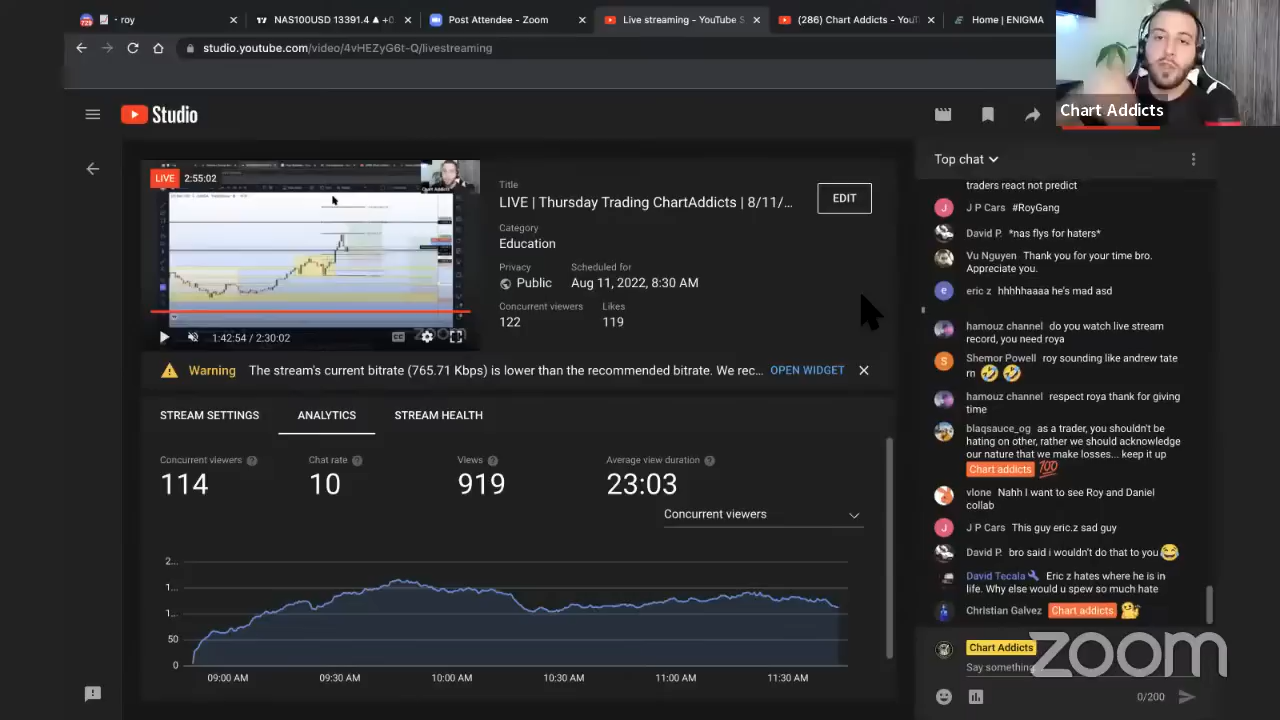 roy
NAS100USD 13391.4 ▲ +0
Post Attendee - Zoom
Live streaming - YouTube S
(286) Chart Addicts - YouT
Home | ENIGMA
studio.youtube.com/video/4vHEZyG6t-Q/livestreaming
Chart Addicts
Studio
LIVE 2:55:02
1:42:54 / 2:30:02
Title
LIVE | Thursday Trading ChartAddicts | 8/11/...
EDIT
Category
Education
Privacy
Scheduled for
Public
Aug 11, 2022, 8:30 AM
Concurrent viewers
Likes
122
119
Warning The stream's current bitrate (765.71 Kbps) is lower than the recommended bitrate. We rec... OPEN WIDGET
STREAM SETTINGS
ANALYTICS
STREAM HEALTH
Concurrent viewers
Chat rate
Views
Average view duration
114
10
919
23:03
Concurrent viewers
2...
1...
1...
50
0
09:00 AM
09:30 AM
10:00 AM
10:30 AM
11:00 AM
11:30 AM
Top chat
traders react not predict
J P Cars #RoyGang
David P. *nas flys for haters*
Vu Nguyen Thank you for your time bro.
Appreciate you.
eric z hhhhhaaaa he's mad asd
hamouz channel do you watch live stream
record, you need roya
Shemor Powell roy sounding like andrew tate
rn 🤣 🤣
hamouz channel respect roya thank for giving
time
blaqsauce_og as a trader, you shouldn't be
hating on other, rather we should acknowledge
our nature that we make losses... keep it up
Chart addicts 💯
vlone Nahh I want to see Roy and Daniel
collab
J P Cars This guy eric.z sad guy
David P. bro said i wouldn't do that to you 😂
David Tecala Eric z hates where he is in
life. Why else would u spew so much hate
Christian Galvez Chart addicts
Chart Addicts
Say something
0/200
zoom